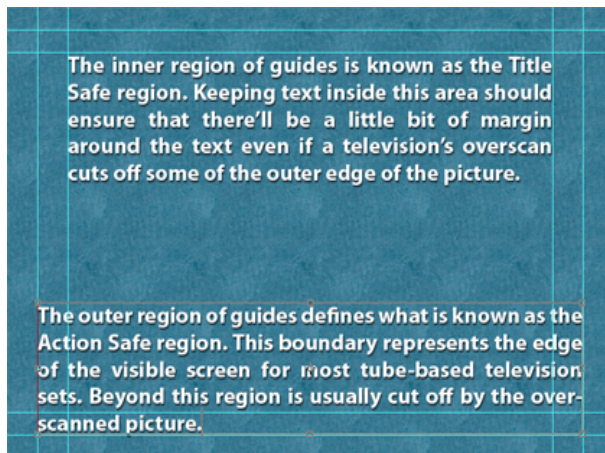 The inner region of guides is known as the Title
Safe region. Keeping text inside this area should
ensure that there’ll be a little bit of margin
around the text even if a television’s overscan
cuts off some of the outer edge of the picture.
The outer region of guides defines what is known as the
Action Safe region. This boundary represents the edge
of the visible screen for most tube-based television
sets. Beyond this region is usually cut off by the over-
scanned picture.